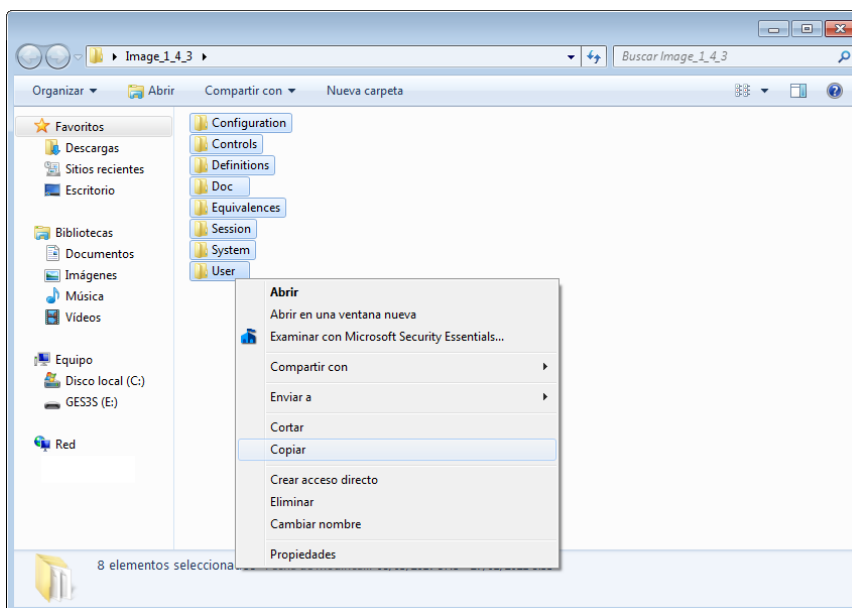 Image_1_4_3
Buscar Image_1_4_3
Organizar
Abrir
Compartir con
Nueva carpeta
Favoritos
Descargas
Sitios recientes
Escritorio
Bibliotecas
Documentos
Imágenes
Música
Vídeos
Equipo
Disco local (C:)
GES3S (E:)
Red
Configuration
Controls
Definitions
Doc
Equivalences
Session
System
User
Abrir
Abrir en una ventana nueva
Examinar con Microsoft Security Essentials...
Compartir con
Enviar a
Cortar
Copiar
Crear acceso directo
Eliminar
Cambiar nombre
Propiedades
8 elementos